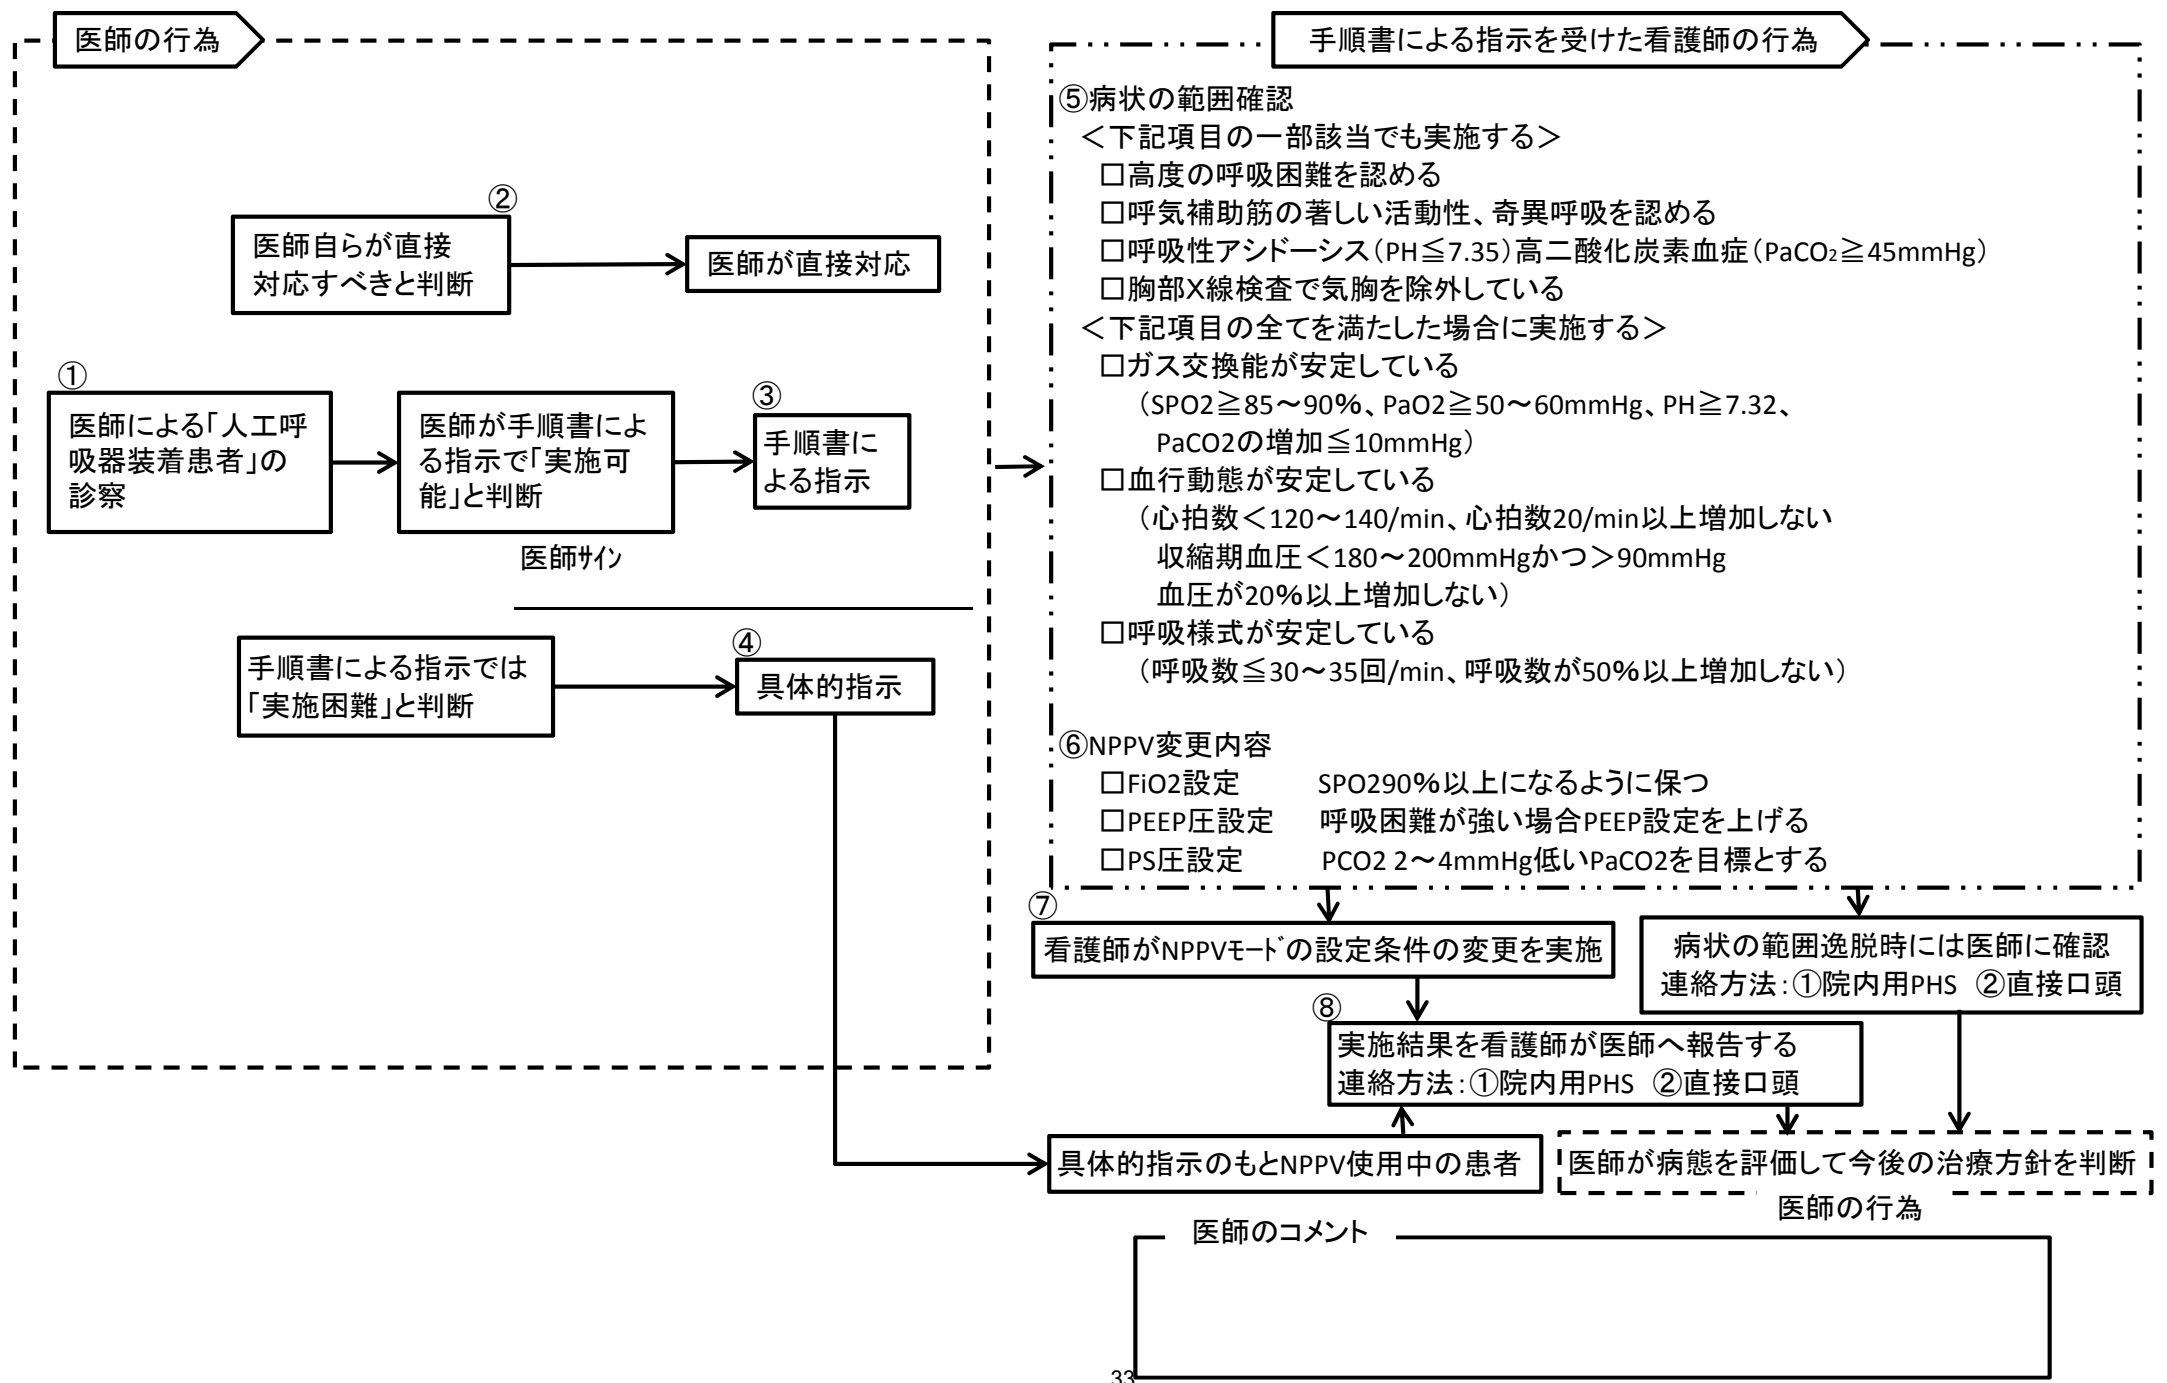 医師の行為
②
医師自らが直接
対応すべきと判断
医師が直接対応
①
医師による「人工呼
吸器装着患者」の
診察
医師が手順書によ
る指示で「実施可
能」と判断
③
手順書に
よる指示
医師ｻｲﾝ
手順書による指示では
「実施困難」と判断
④
具体的指示
手順書による指示を受けた看護師の行為
⑤病状の範囲確認
＜下記項目の一部該当でも実施する＞
□高度の呼吸困難を認める
□呼気補助筋の著しい活動性、奇異呼吸を認める
□呼吸性アシドーシス（PH≦7.35）高二酸化炭素血症（PaCO₂≧45mmHg）
□胸部X線検査で気胸を除外している
＜下記項目の全てを満たした場合に実施する＞
□ガス交換能が安定している
（SPO2≧85～90%、PaO2≧50～60mmHg、PH≧7.32、
PaCO2の増加≦10mmHg）
□血行動態が安定している
（心拍数＜120～140/min、心拍数20/min以上増加しない
収縮期血圧＜180～200mmHgかつ＞90mmHg
血圧が20%以上増加しない）
□呼吸様式が安定している
（呼吸数≦30～35回/min、呼吸数が50%以上増加しない）
⑥NPPV変更内容
□FiO2設定　SPO290%以上になるように保つ
□PEEP圧設定　呼吸困難が強い場合PEEP設定を上げる
□PS圧設定　PCO2 2～4mmHg低いPaCO2を目標とする
⑦
看護師がNPPVﾓｰﾄﾞの設定条件の変更を実施
病状の範囲逸脱時には医師に確認
連絡方法：①院内用PHS　②直接口頭
⑧
実施結果を看護師が医師へ報告する
連絡方法：①院内用PHS　②直接口頭
具体的指示のもとNPPV使用中の患者
医師が病態を評価して今後の治療方針を判断
医師の行為
医師のコメント
33